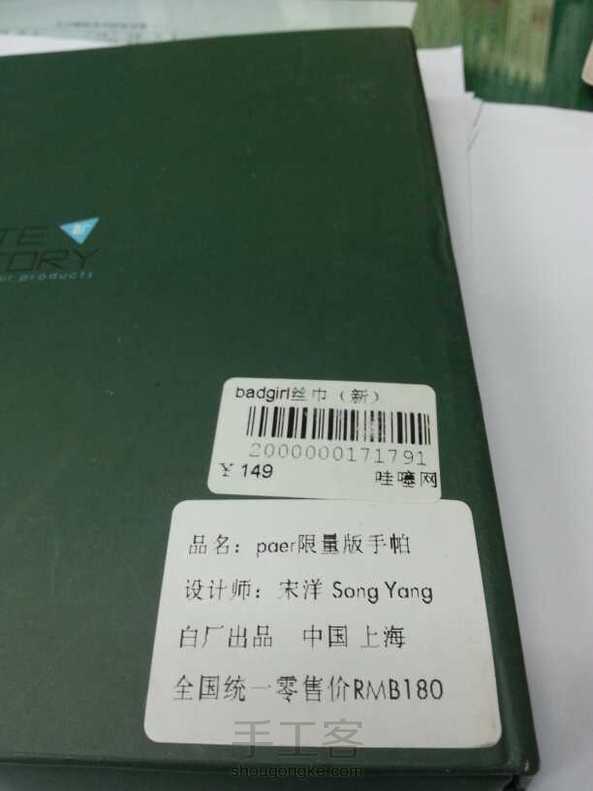 TE
TORY
ur products
badgirl丝巾（新）
2000000171791
￥149 哇噻网
品名：paer限量版手帕
设计师：宋洋 Song Yang
白厂出品 中国 上海
全国统一零售价RMB180
手工客
shougongke.com